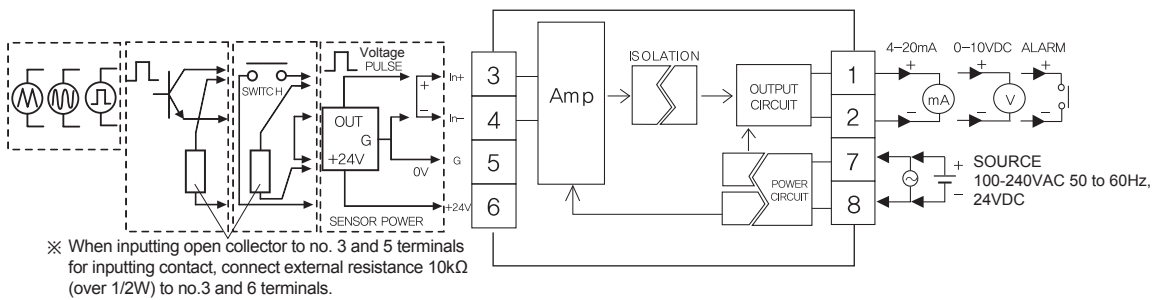 Voltage
PULSE
SWITCH
OUT
G
+24V
0V
SENSOR POWER
In+
In−
G
+24V
3
4
5
6
Amp
ISOLATION
OUTPUT
CIRCUIT
POWER
CIRCUIT
1
2
7
8
4−20mA
0−10VDC
ALARM
+
−
mA
+
−
V
+
−
+
−
SOURCE
100-240VAC 50 to 60Hz,
24VDC
+
−
※ When inputting open collector to no. 3 and 5 terminals
for inputting contact, connect external resistance 10kΩ
(over 1/2W) to no.3 and 6 terminals.